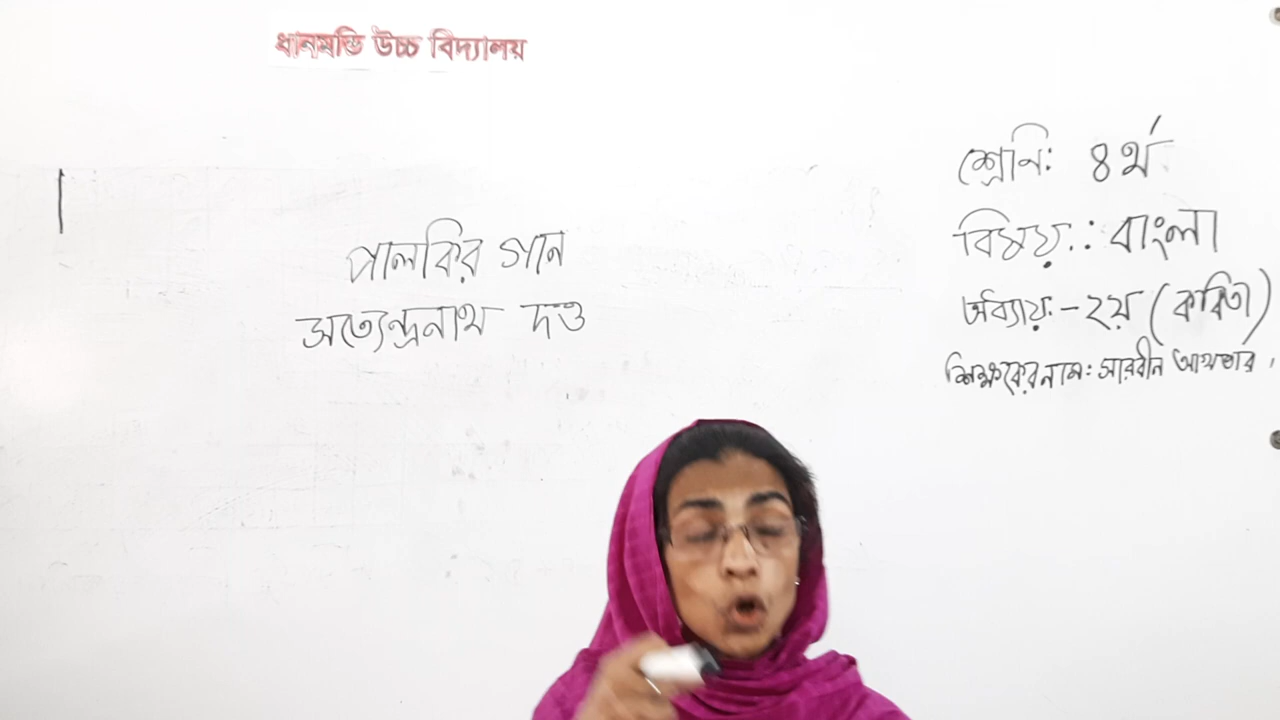 ধানমন্ডি উচ্চ বিদ্যালয়
পালকির গান
সত্যেন্দ্রনাথ দত্ত
শ্রেনি: ৪র্থ
বিষয়: বাংলা
অধ্যায়:-২য় (কবিতা)
শিক্ষকের নাম: সারবীন আখতার